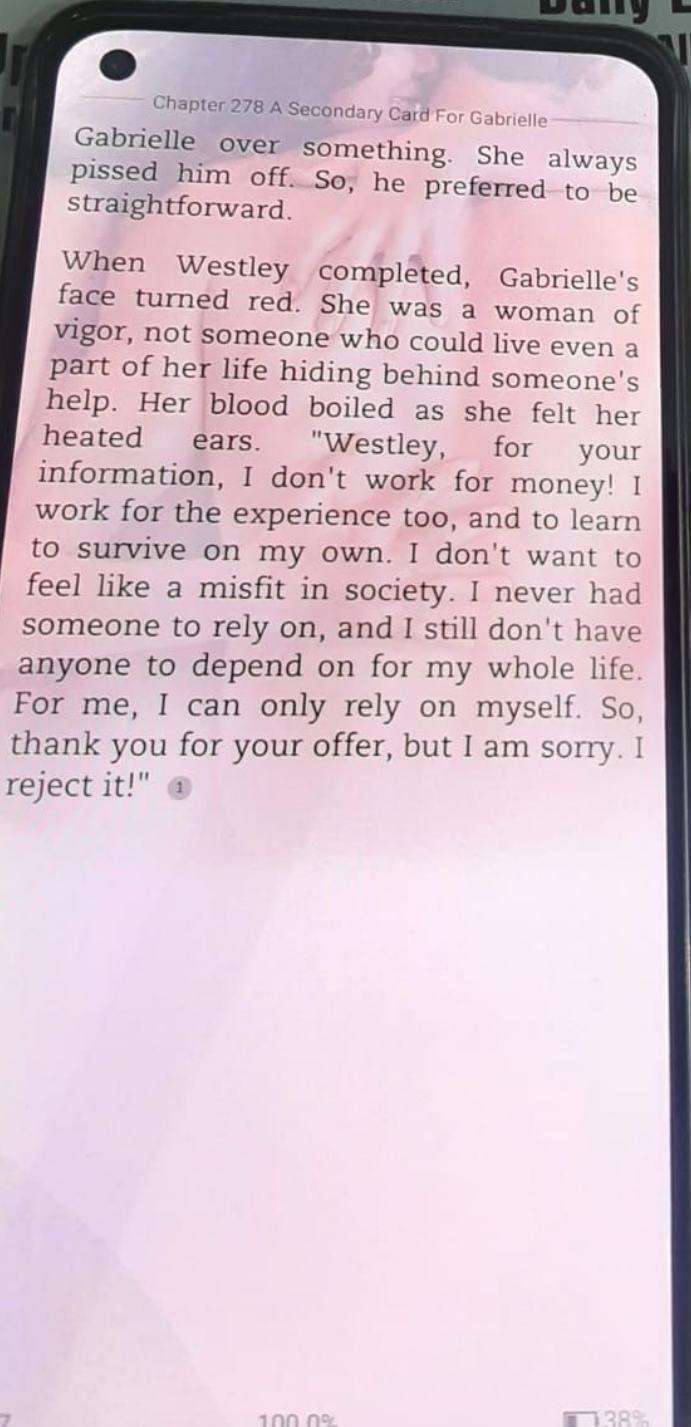 Chapter 278 A Secondary Card For Gabrielle
Gabrielle over something. She always
pissed him off. So, he preferred to be
straightforward.
When Westley completed, Gabrielle's
face turned red. She was a woman of
vigor, not someone who could live even a
part of her life hiding behind someone's
help. Her blood boiled as she felt her
heated ears. "Westley, for your
information, I don't work for money! I
work for the experience too, and to learn
to survive on my own. I don't want to
feel like a misfit in society. I never had
someone to rely on, and I still don't have
anyone to depend on for my whole life.
For me, I can only rely on myself. So,
thank you for your offer, but I am sorry. I
reject it!" 1
100.0% 38%